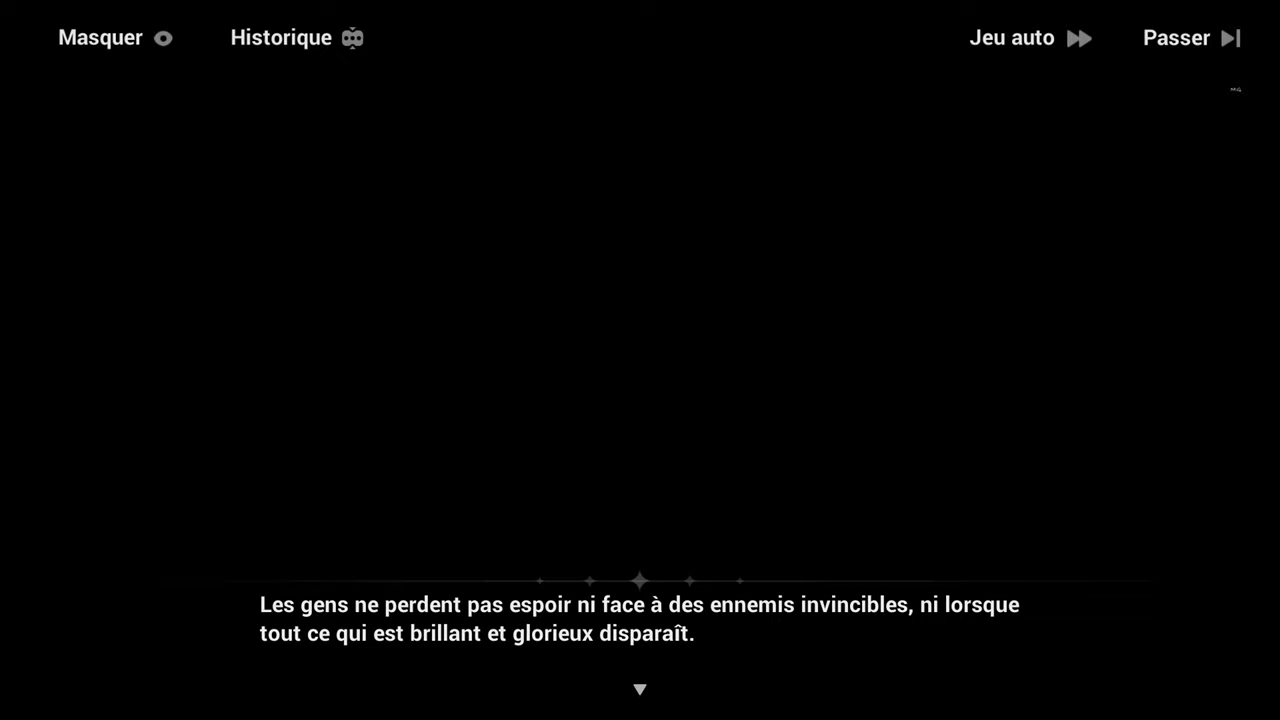 Masquer
Historique
Jeu auto
Passer
Les gens ne perdent pas espoir ni face à des ennemis invincibles, ni lorsque
tout ce qui est brillant et glorieux disparaît.